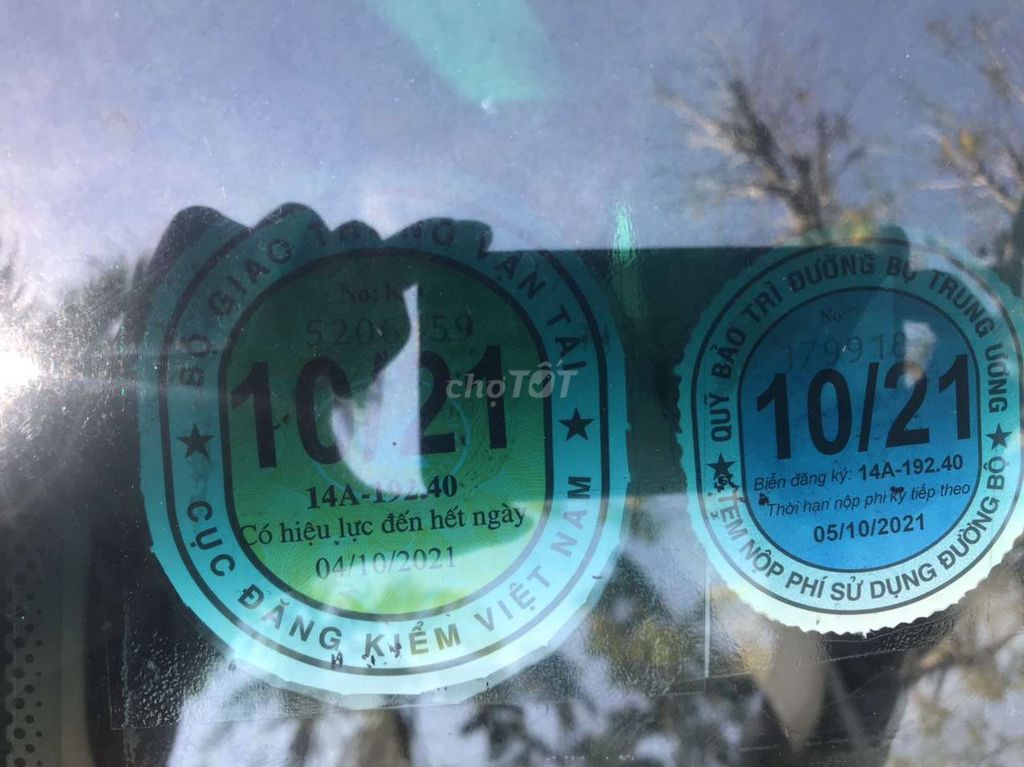 BỘ GIAO THÔNG VẬN TẢI
No:
10/21
14A-192.40
Có hiệu lực đến hết ngày
04/10/2021
CỤC ĐĂNG KIỂM VIỆT NAM
choTỐT
QUỸ BẢO TRÌ ĐƯỜNG BỘ TRUNG ƯƠNG
No:
179918
10/21
Biển đăng ký: 14A-192.40
Thời hạn nộp phí kỳ tiếp theo
05/10/2021
TEM NỘP PHÍ SỬ DỤNG ĐƯỜNG BỘ